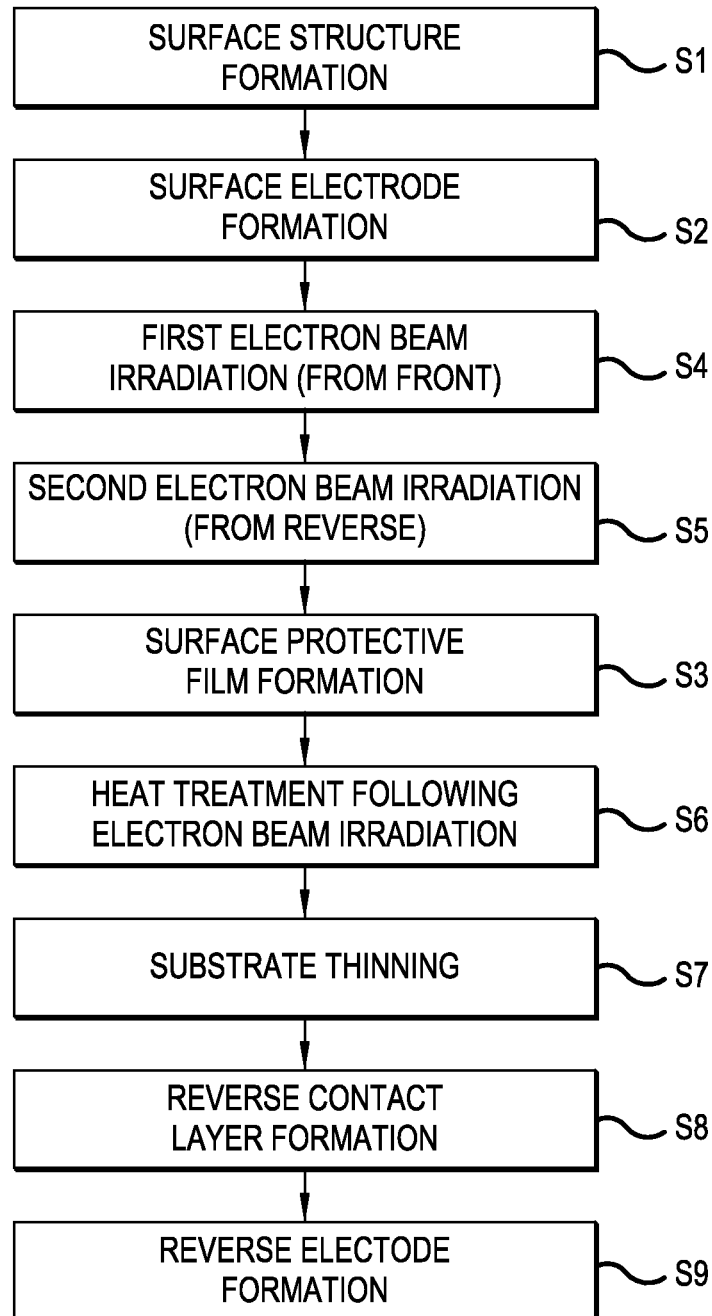 SURFACE STRUCTURE
FORMATION
S1
SURFACE ELECTRODE
FORMATION
S2
FIRST ELECTRON BEAM
IRRADIATION (FROM FRONT)
S4
SECOND ELECTRON BEAM IRRADIATION
(FROM REVERSE)
S5
SURFACE PROTECTIVE
FILM FORMATION
S3
HEAT TREATMENT FOLLOWING
ELECTRON BEAM IRRADIATION
S6
SUBSTRATE THINNING
S7
REVERSE CONTACT
LAYER FORMATION
S8
REVERSE ELECTODE
FORMATION
S9